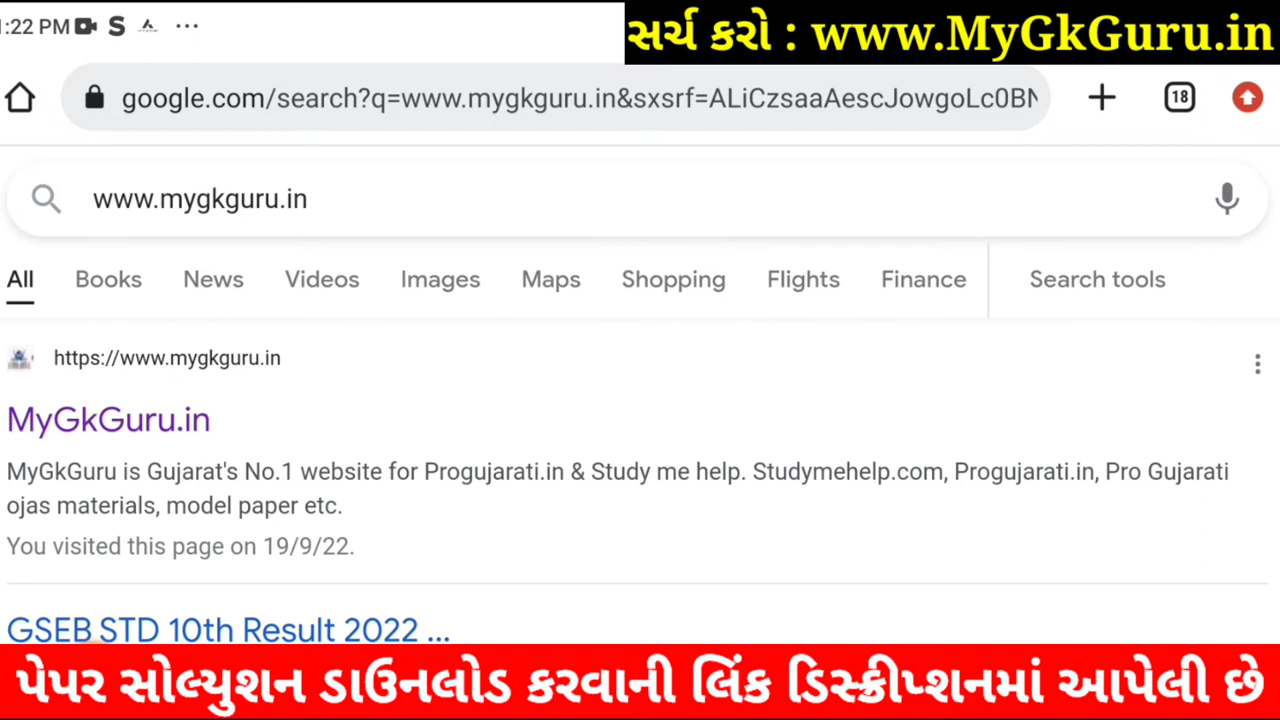 1:22 PM S ...
સર્ચ કરો : www.MyGkGuru.in
google.com/search?q=www.mygkguru.in&sxsrf=ALiCzsaaAescJowgoLc0BN
18
www.mygkguru.in
All Books News Videos Images Maps Shopping Flights Finance Search tools
https://www.mygkguru.in
MyGkGuru.in
MyGkGuru is Gujarat's No.1 website for Progujarati.in & Study me help. Studymehelp.com, Progujarati.in, Pro Gujarati
ojas materials, model paper etc.
You visited this page on 19/9/22.
GSEB STD 10th Result 2022 ...
પેપર સોલ્યુશન ડાઉનલોડ કરવાની લિંક ડિસ્ક્રીપ્શનમાં આપેલી છે